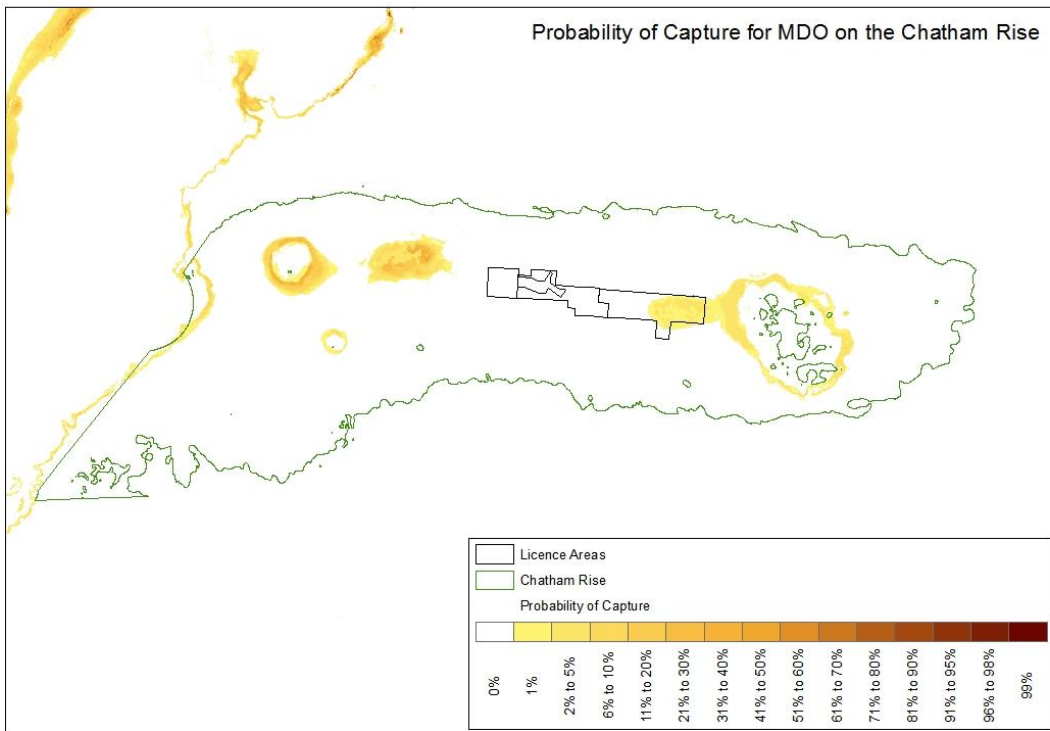 Probability of Capture for MDO on the Chatham Rise
Licence Areas
Chatham Rise
Probability of Capture
0%
1%
2% to 5%
6% to 10%
11% to 20%
21% to 30%
31% to 40%
41% to 50%
51% to 60%
61% to 70%
71% to 80%
81% to 90%
91% to 95%
96% to 98%
99%